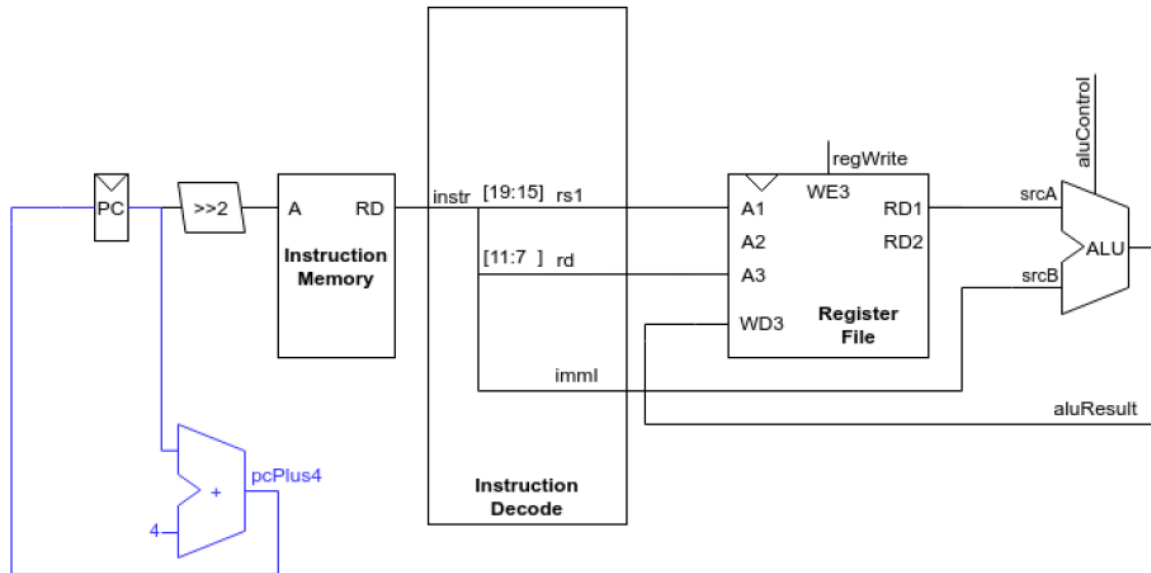 aluControl
regWrite
PC
>>2
A
RD
Instruction
Memory
instr
[19:15] rs1
[11:7 ] rd
immI
Instruction
Decode
WE3
A1
RD1
A2
RD2
A3
WD3
Register
File
srcA
srcB
ALU
aluResult
pcPlus4
+
4